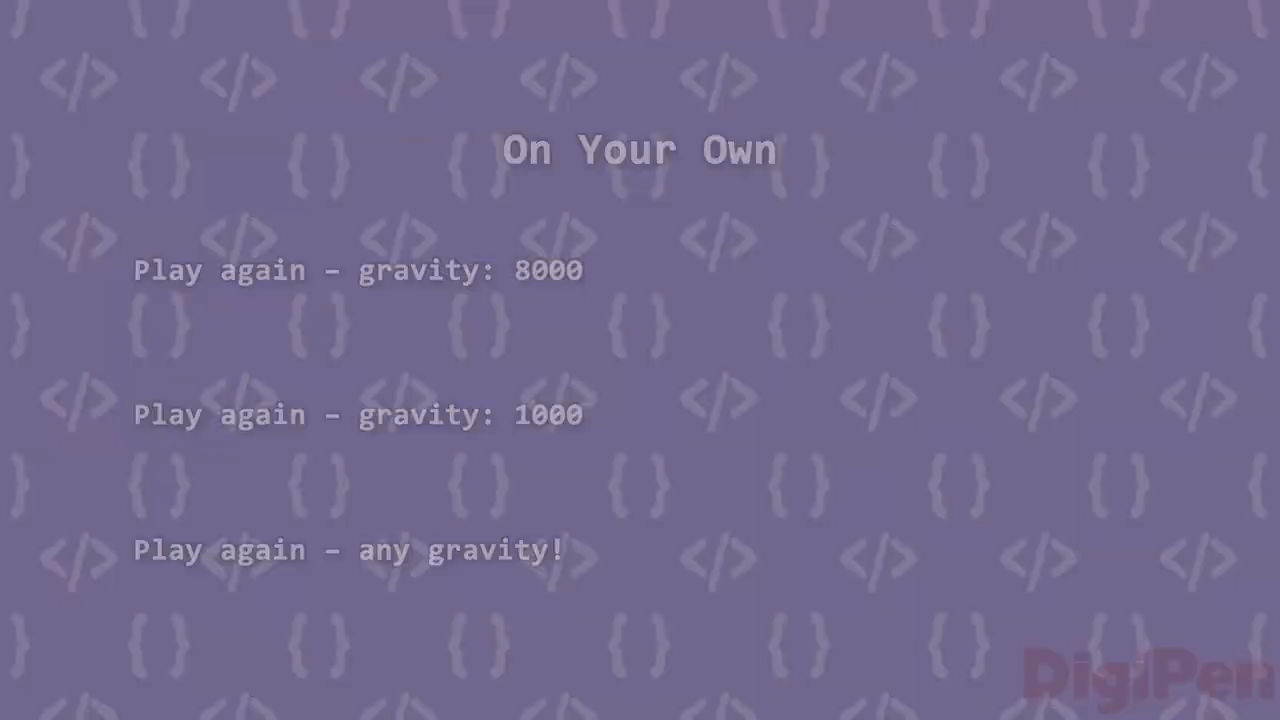 On Your Own
Play again – gravity: 8000
Play again – gravity: 1000
Play again – any gravity!
DigiPen